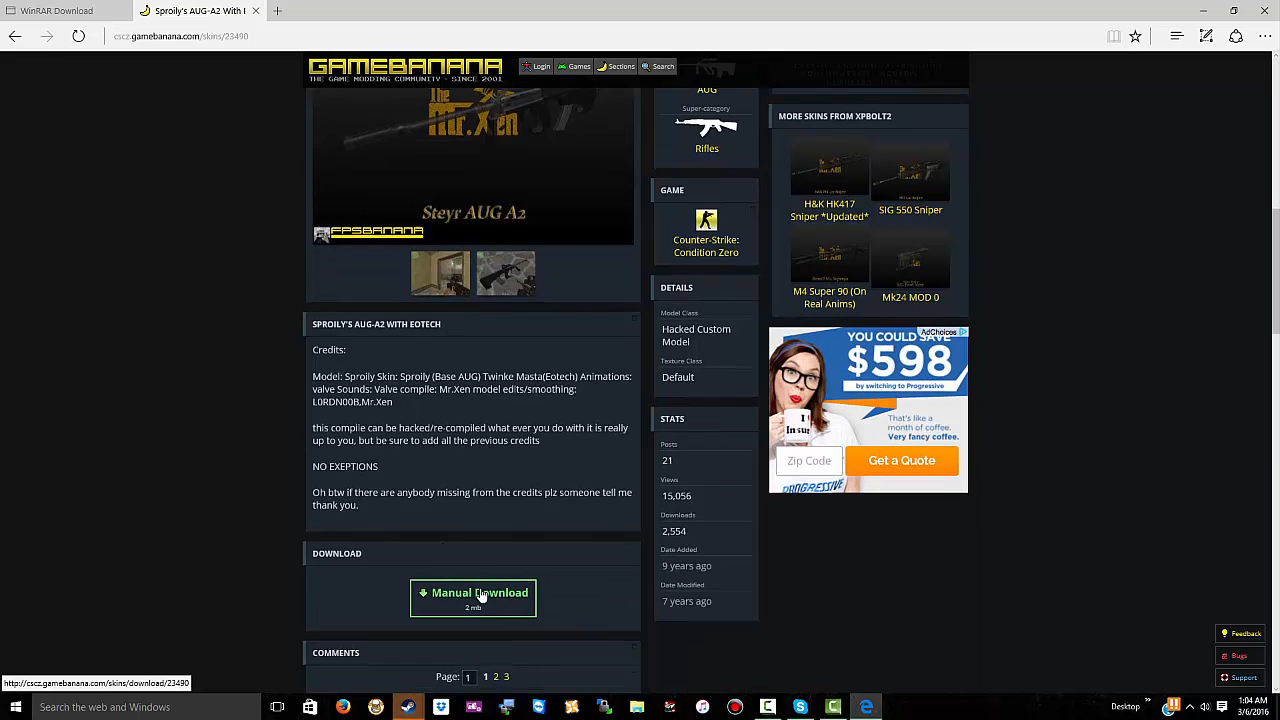 WinRAR Download
Sproily's AUG-A2 With E
cscz.gamebanana.com/skins/23490
GAMEBANANA
THE GAME MODDING COMMUNITY - SINCE 2001
Login
Games
Sections
Search
The
Mr.Xen
Steyr AUG A2
FPSBANANA
AUG
Super-category
Rifles
GAME
Counter-Strike:
Condition Zero
DETAILS
Model Class
Hacked Custom
Model
Texture Class
Default
STATS
Posts
21
Views
15,056
Downloads
2,554
Date Added
9 years ago
Date Modified
7 years ago
MORE SKINS FROM XPBOLT2
H&K HK417
Sniper *Updated*
SIG 550 Sniper
M4 Super 90 (On
Real Anims)
Mk24 MOD 0
AdChoices
YOU COULD SAVE
$598
by switching to Progressive
That's like a
month of coffee.
Very fancy coffee.
Zip Code
Get a Quote
PROGRESSIVE
SPROILY'S AUG-A2 WITH EOTECH
Credits:
Model: Sproily Skin: Sproily (Base AUG) Twinke Masta(Eotech) Animations:
valve Sounds: Valve compile: Mr.Xen model edits/smoothing:
L0RDN00B,Mr.Xen
this compile can be hacked/re-compiled what ever you do with it is really
up to you, but be sure to add all the previous credits
NO EXEPTIONS
Oh btw if there are anybody missing from the credits plz someone tell me
thank you.
DOWNLOAD
Manual Download
2 mb
COMMENTS
Page: 1 1 2 3
Feedback
Bugs
Support
http://cscz.gamebanana.com/skins/download/23490
Search the web and Windows
Desktop
1:04 AM
3/6/2016